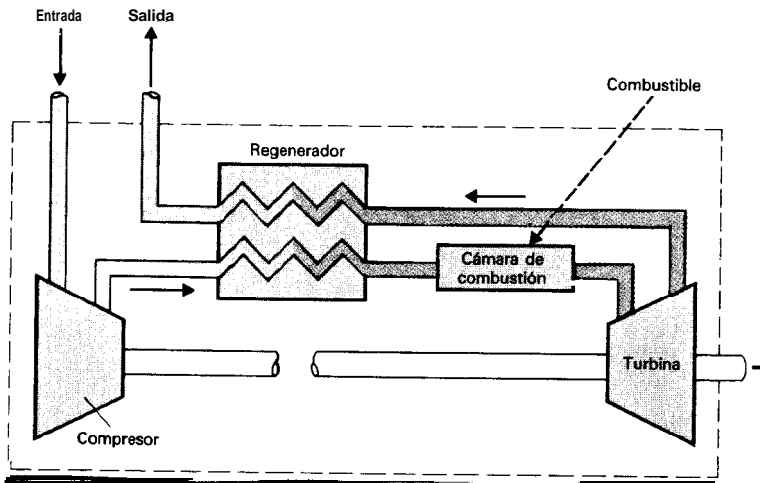 Entrada
Salida
Combustible
Regenerador
Cámara de
combustión
Turbina
Compresor